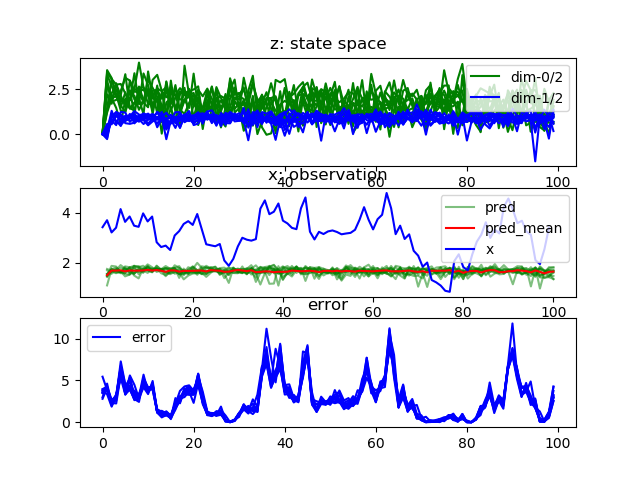 z: state space
2.5
0.0
dim-0/2
dim-1/2
0 20 40 60 80 100
x: observation
4
2
pred
pred_mean
x
0 20 40 60 80 100
error
10
5
0
error
0 20 40 60 80 100